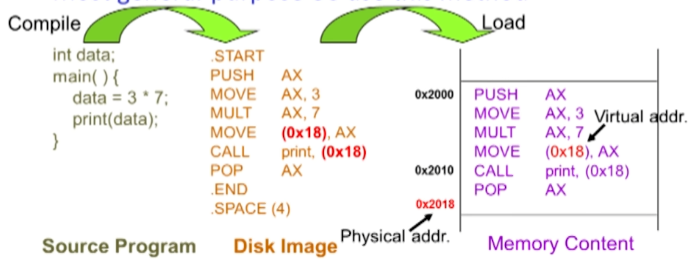 Compile
Load
int data;
main( ) {
data = 3 * 7;
print(data);
}
.START
PUSH AX
MOVE AX, 3
MULT AX, 7
MOVE (0x18), AX
CALL print, (0x18)
POP AX
.END
.SPACE (4)
0x2000 PUSH AX
MOVE AX, 3 Virtual addr.
MULT AX, 7
MOVE (0x18), AX
0x2010 CALL print, (0x18)
POP AX
0x2018
Physical addr.
Source Program
Disk Image
Memory Content